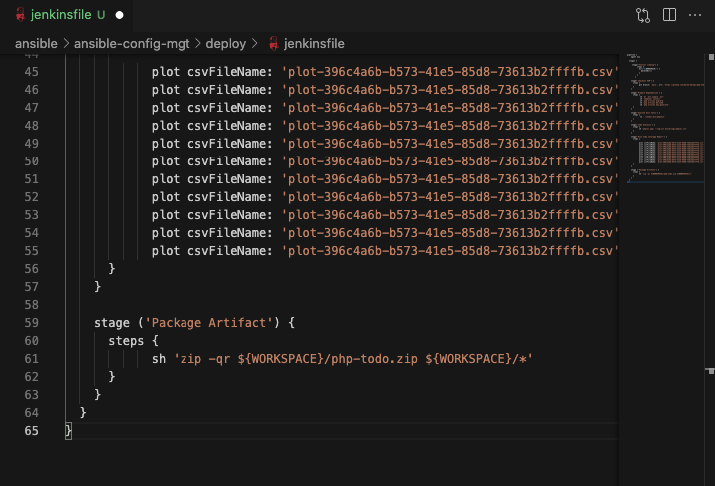 jenkinsfile U
ansible > ansible-config-mgt > deploy > jenkinsfile
45 plot csvFileName: 'plot-396c4a6b-b573-41e5-85d8-73613b2ffffb.csv'
46 plot csvFileName: 'plot-396c4a6b-b573-41e5-85d8-73613b2ffffb.csv'
47 plot csvFileName: 'plot-396c4a6b-b573-41e5-85d8-73613b2ffffb.csv'
48 plot csvFileName: 'plot-396c4a6b-b573-41e5-85d8-73613b2ffffb.csv'
49 plot csvFileName: 'plot-396c4a6b-b573-41e5-85d8-73613b2ffffb.csv'
50 plot csvFileName: 'plot-396c4a6b-b573-41e5-85d8-73613b2ffffb.csv'
51 plot csvFileName: 'plot-396c4a6b-b573-41e5-85d8-73613b2ffffb.csv'
52 plot csvFileName: 'plot-396c4a6b-b573-41e5-85d8-73613b2ffffb.csv'
53 plot csvFileName: 'plot-396c4a6b-b573-41e5-85d8-73613b2ffffb.csv'
54 plot csvFileName: 'plot-396c4a6b-b573-41e5-85d8-73613b2ffffb.csv'
55 plot csvFileName: 'plot-396c4a6b-b573-41e5-85d8-73613b2ffffb.csv'
56 }
57 }
58
59 stage ('Package Artifact') {
60 steps {
61 sh 'zip -qr ${WORKSPACE}/php-todo.zip ${WORKSPACE}/*'
62 }
63 }
64 }
65 }